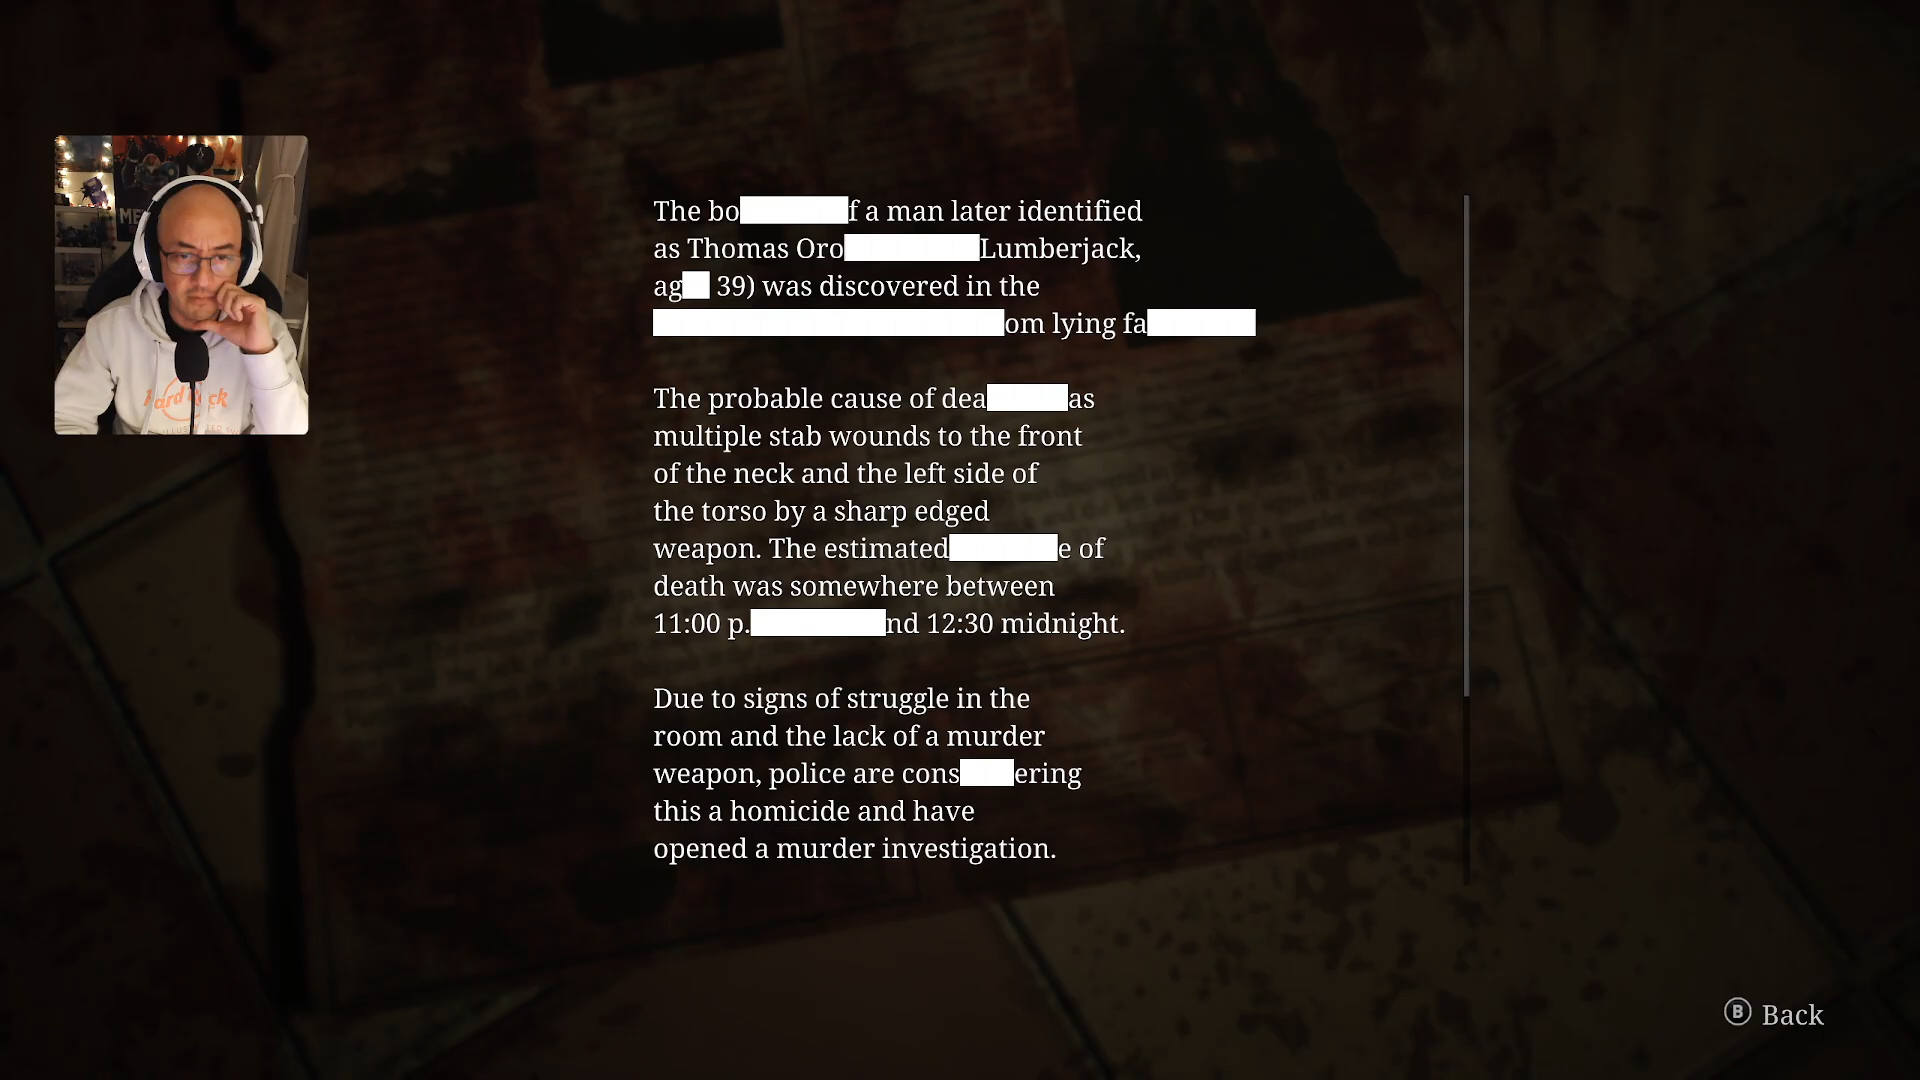 The bo████f a man later identified
as Thomas Oro█████Lumberjack,
ag█ 39) was discovered in the
█████████████om lying fa████
The probable cause of dea███as
multiple stab wounds to the front
of the neck and the left side of
the torso by a sharp edged
weapon. The estimated████e of
death was somewhere between
11:00 p.█████nd 12:30 midnight.
Due to signs of struggle in the
room and the lack of a murder
weapon, police are cons██ering
this a homicide and have
opened a murder investigation.
B Back